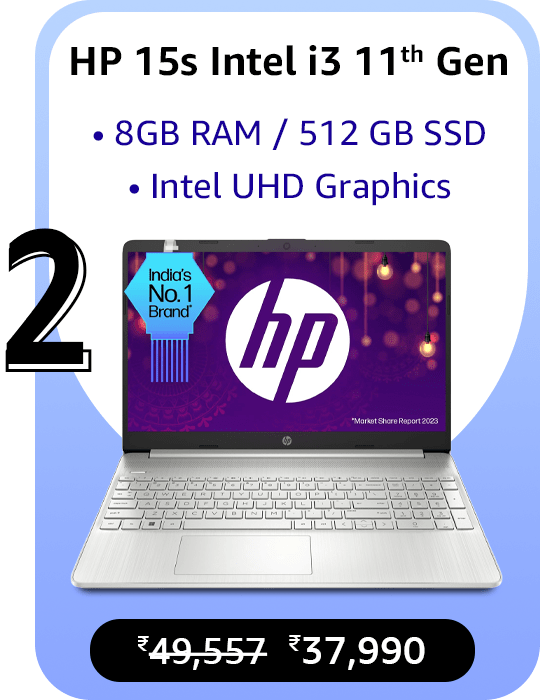 HP 15s Intel i3 11th Gen
• 8GB RAM / 512 GB SSD
• Intel UHD Graphics
2
India's
No. 1
Brand*
hp
*Market Share Report 2023
hp
₹49,557 ₹37,990